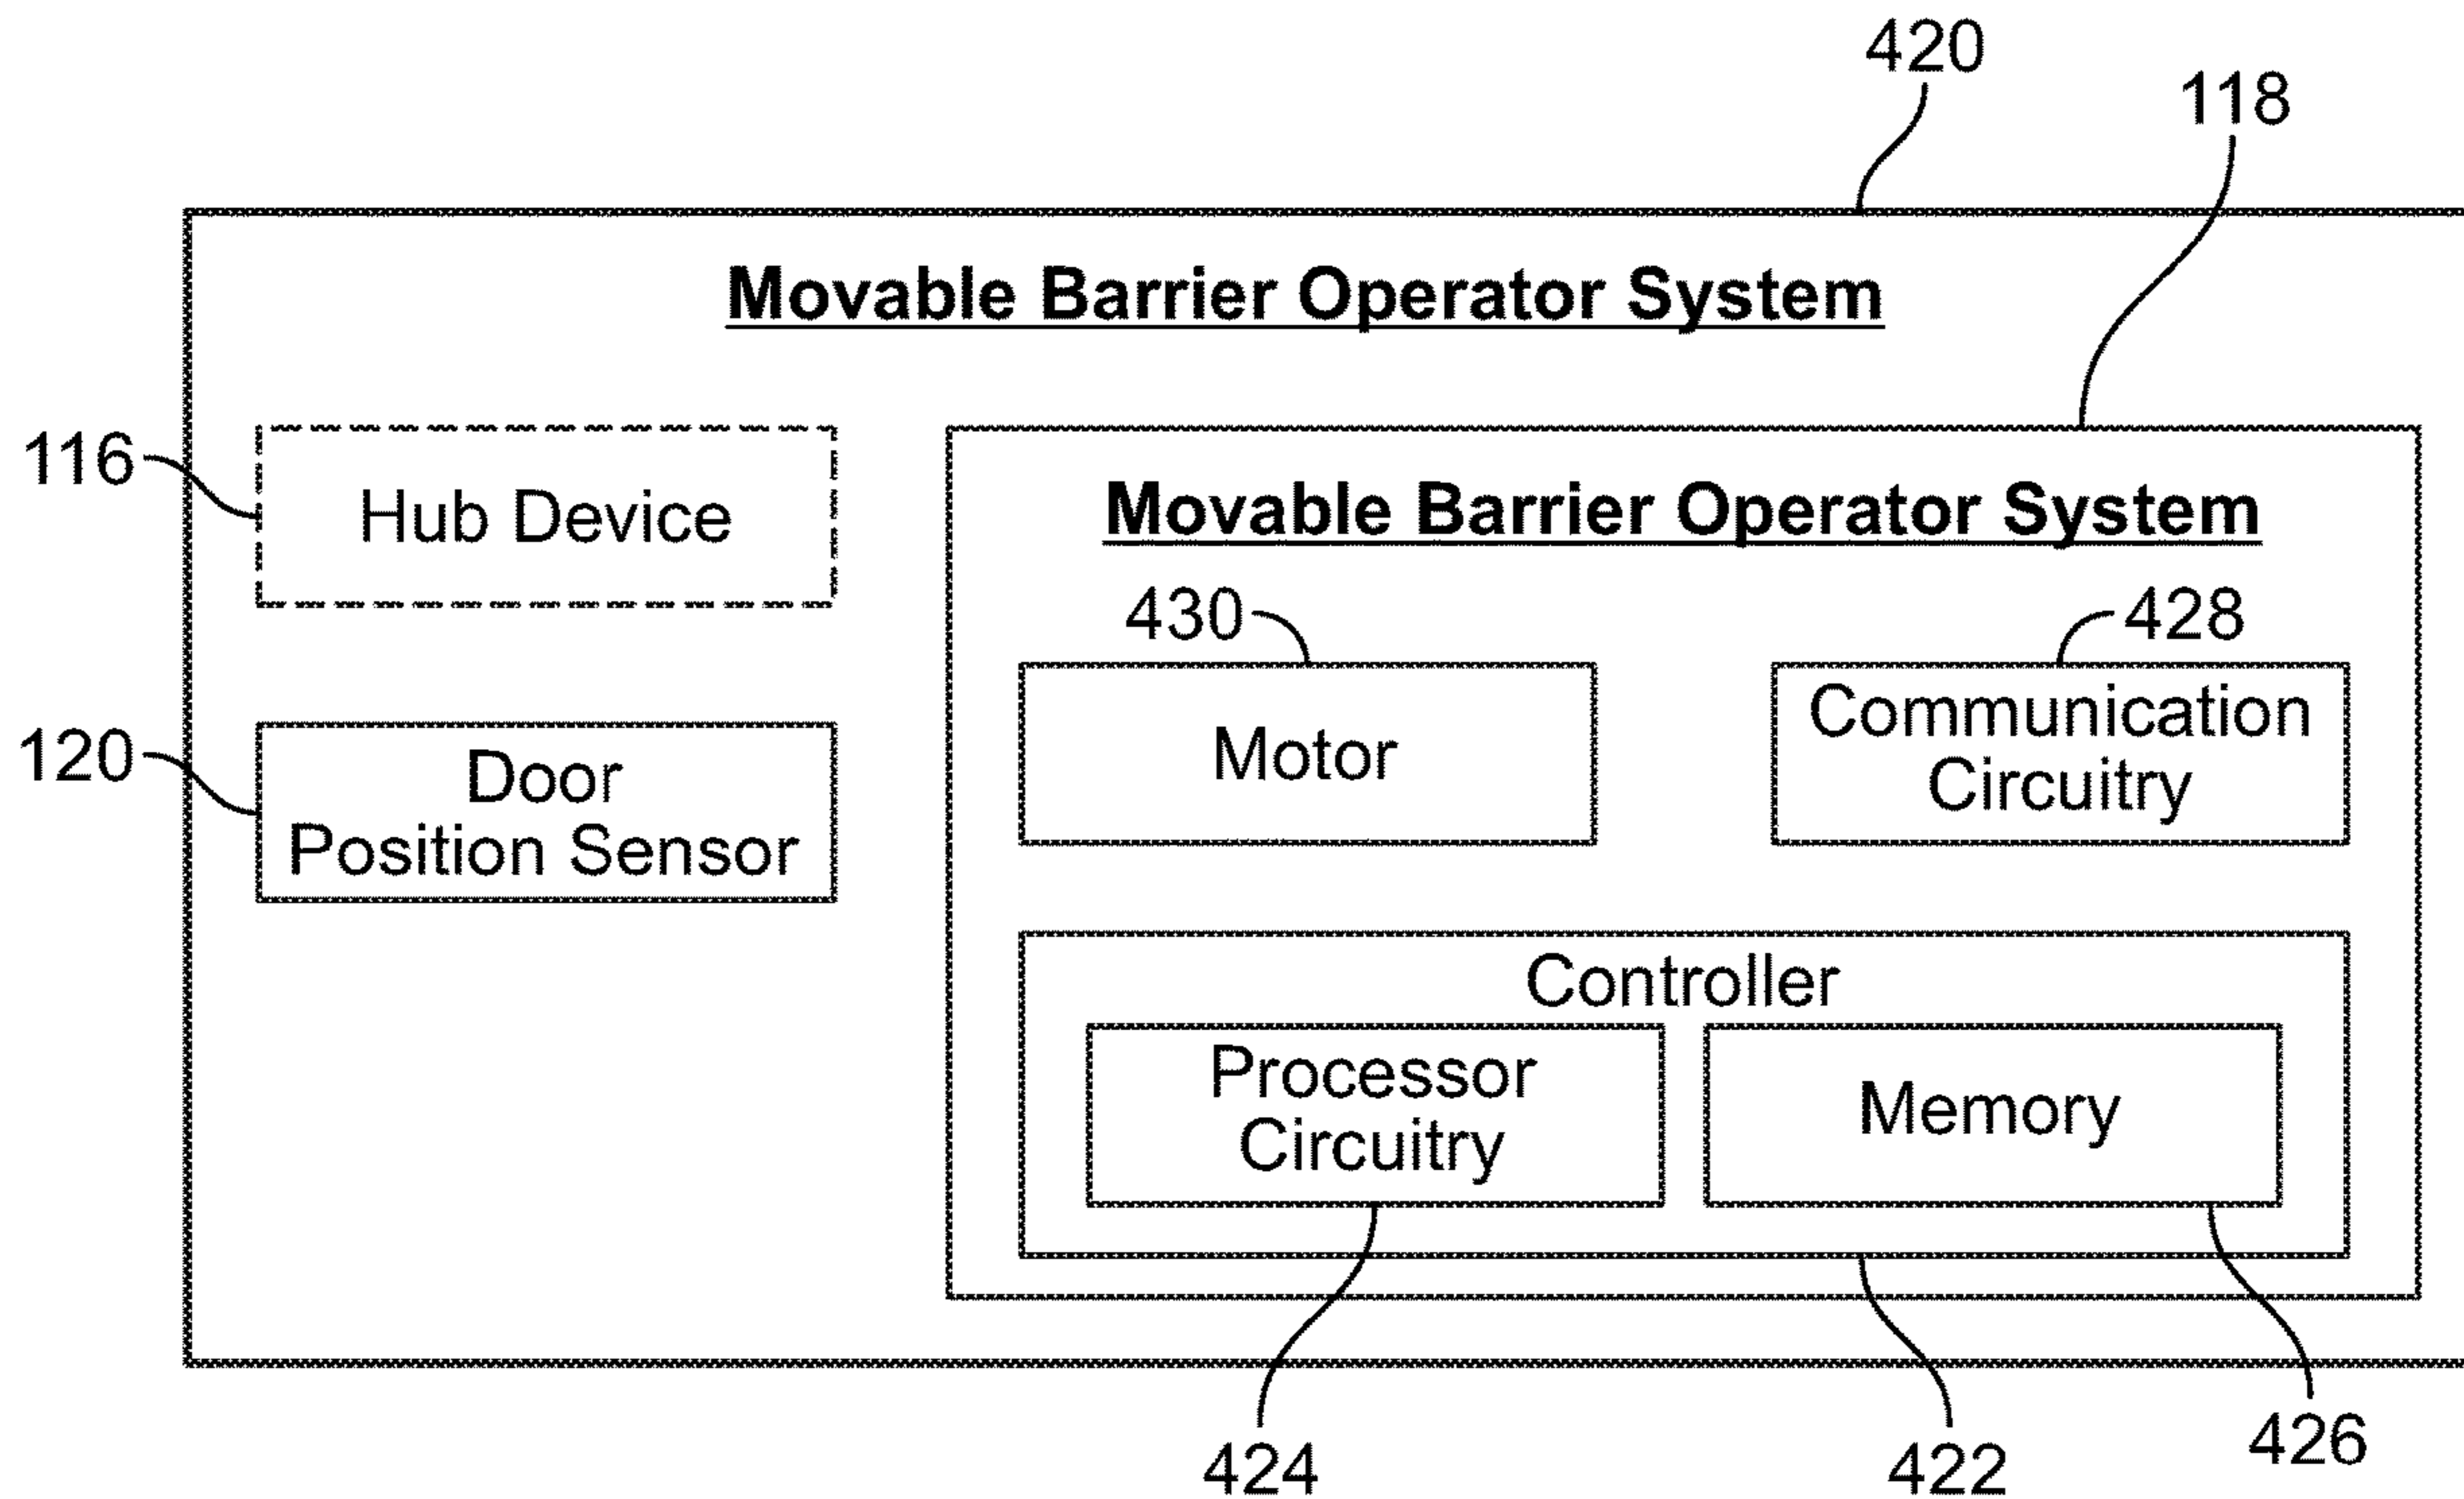 420
118
Movable Barrier Operator System
116
Hub Device
Movable Barrier Operator System
430
428
120
Door
Position Sensor
Motor
Communication
Circuitry
Controller
Processor
Circuitry
Memory
424
422
426